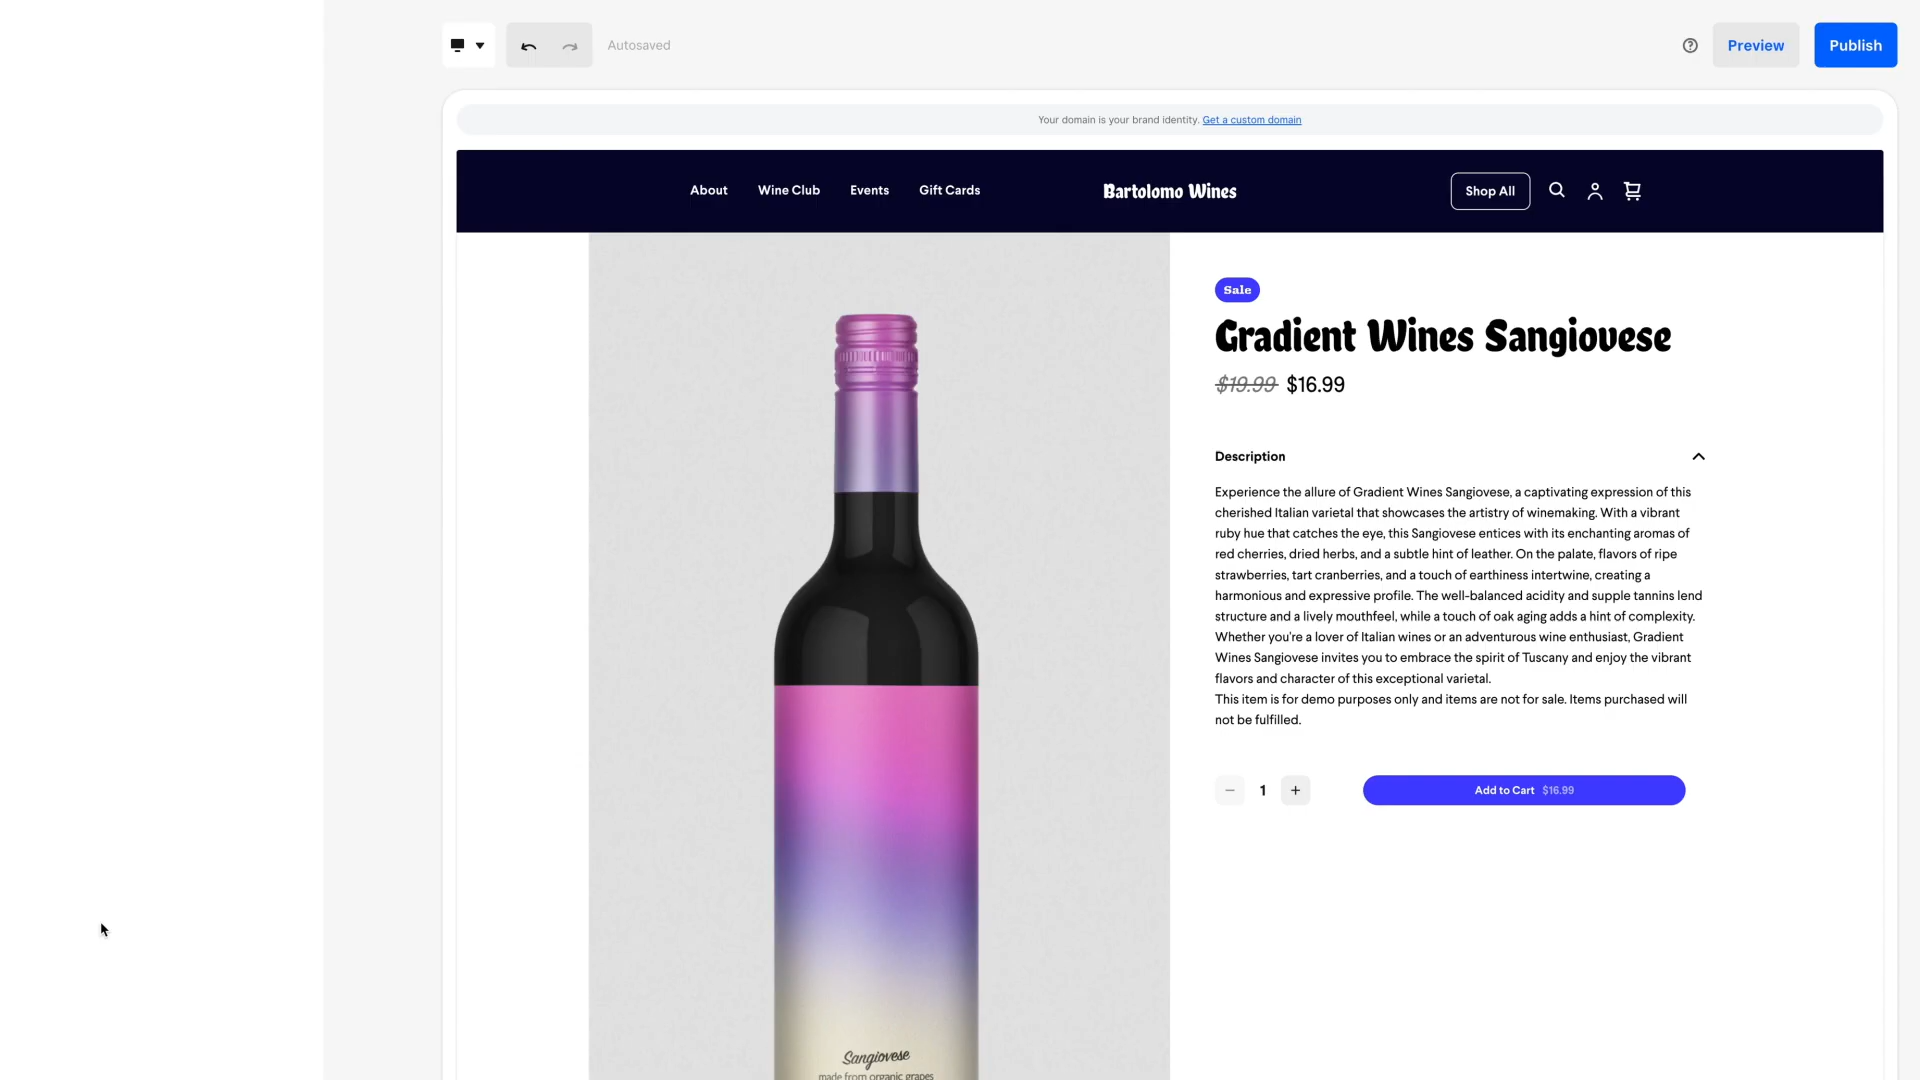 Autosaved
Preview
Publish
Your domain is your brand identity. Get a custom domain
About
Wine Club
Events
Gift Cards
Bartolomo Wines
Shop All
Sale
Gradient Wines Sangiovese
$19.99 $16.99
Description
Experience the allure of Gradient Wines Sangiovese, a captivating expression of this
cherished Italian varietal that showcases the artistry of winemaking. With a vibrant
ruby hue that catches the eye, this Sangiovese entices with its enchanting aromas of
red cherries, dried herbs, and a subtle hint of leather. On the palate, flavors of ripe
strawberries, tart cranberries, and a touch of earthiness intertwine, creating a
harmonious and expressive profile. The well-balanced acidity and supple tannins lend
structure and a lively mouthfeel, while a touch of oak aging adds a hint of complexity.
Whether you're a lover of Italian wines or an adventurous wine enthusiast, Gradient
Wines Sangiovese invites you to embrace the spirit of Tuscany and enjoy the vibrant
flavors and character of this exceptional varietal.
This item is for demo purposes only and items are not for sale. Items purchased will
not be fulfilled.
1
Add to Cart $16.99
Sangiovese
made from organic grapes